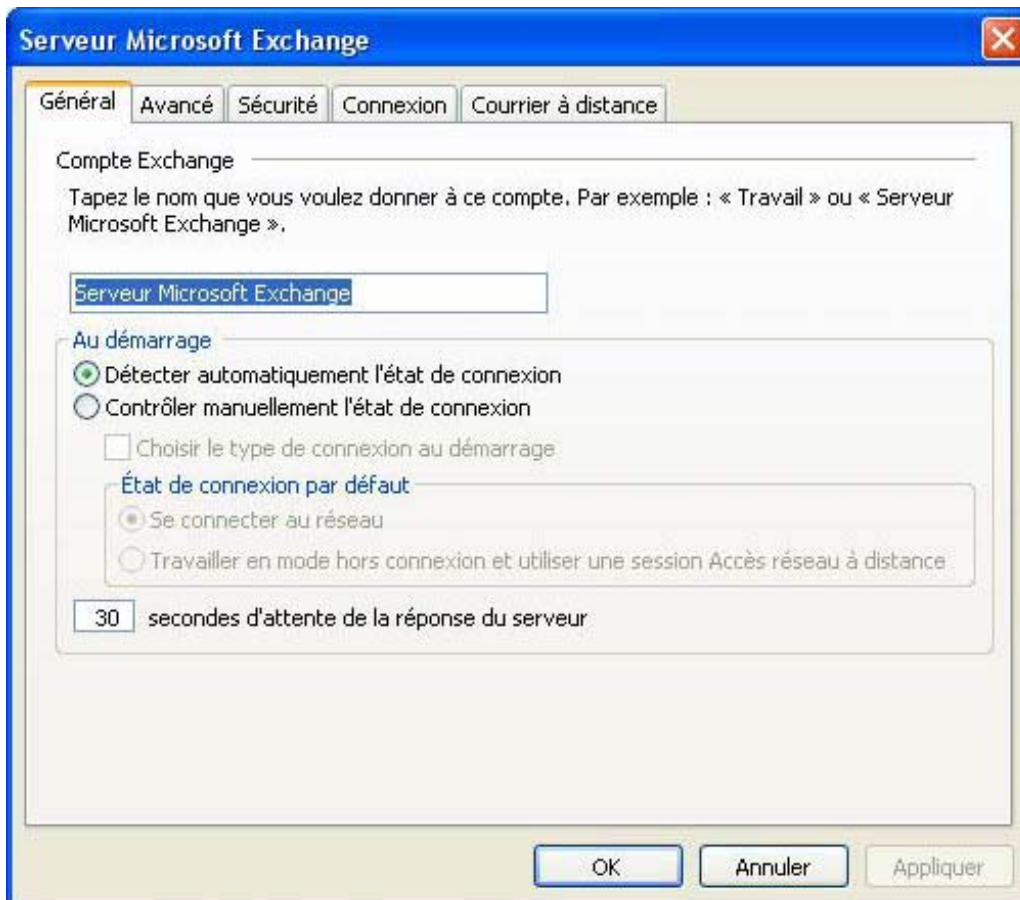 Serveur Microsoft Exchange
Général Avancé Sécurité Connexion Courrier à distance
Compte Exchange
Tapez le nom que vous voulez donner à ce compte. Par exemple : « Travail » ou « Serveur
Microsoft Exchange ».
Serveur Microsoft Exchange
Au démarrage
Détecter automatiquement l'état de connexion
Contrôler manuellement l'état de connexion
Choisir le type de connexion au démarrage
État de connexion par défaut
Se connecter au réseau
Travailler en mode hors connexion et utiliser une session Accès réseau à distance
30 secondes d'attente de la réponse du serveur
OK Annuler Appliquer